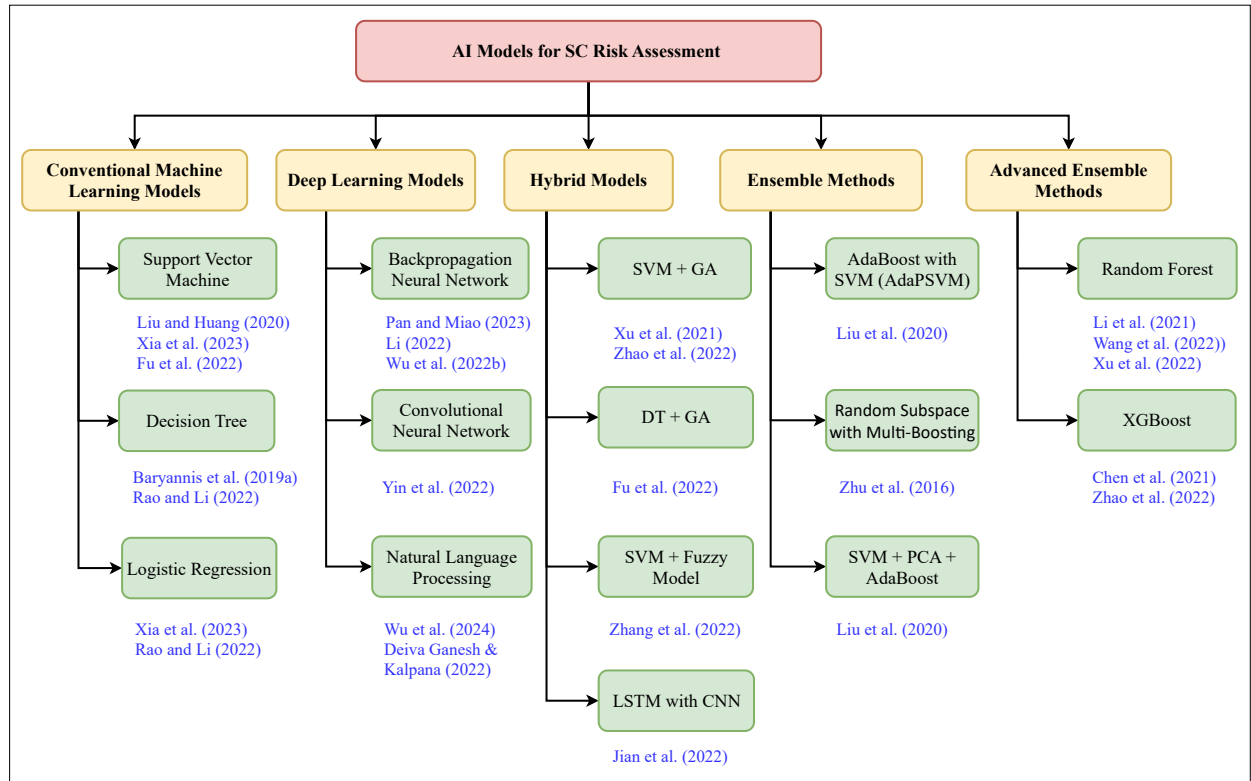 AI Models for SC Risk Assessment
Conventional Machine
Learning Models
Support Vector
Machine
Liu and Huang (2020)
Xia et al. (2023)
Fu et al. (2022)
Decision Tree
Baryannis et al. (2019a)
Rao and Li (2022)
Logistic Regression
Xia et al. (2023)
Rao and Li (2022)
Deep Learning Models
Backpropagation
Neural Network
Pan and Miao (2023)
Li (2022)
Wu et al. (2022b)
Convolutional
Neural Network
Yin et al. (2022)
Natural Language
Processing
Wu et al. (2024)
Deiva Ganesh &
Kalpana (2022)
Hybrid Models
SVM + GA
Xu et al. (2021)
Zhao et al. (2022)
DT + GA
Fu et al. (2022)
SVM + Fuzzy
Model
Zhang et al. (2022)
LSTM with CNN
Jian et al. (2022)
Ensemble Methods
AdaBoost with
SVM (AdaPSVM)
Liu et al. (2020)
Random Subspace
with Multi-Boosting
Zhu et al. (2016)
SVM + PCA +
AdaBoost
Liu et al. (2020)
Advanced Ensemble
Methods
Random Forest
Li et al. (2021)
Wang et al. (2022))
Xu et al. (2022)
XGBoost
Chen et al. (2021)
Zhao et al. (2022)